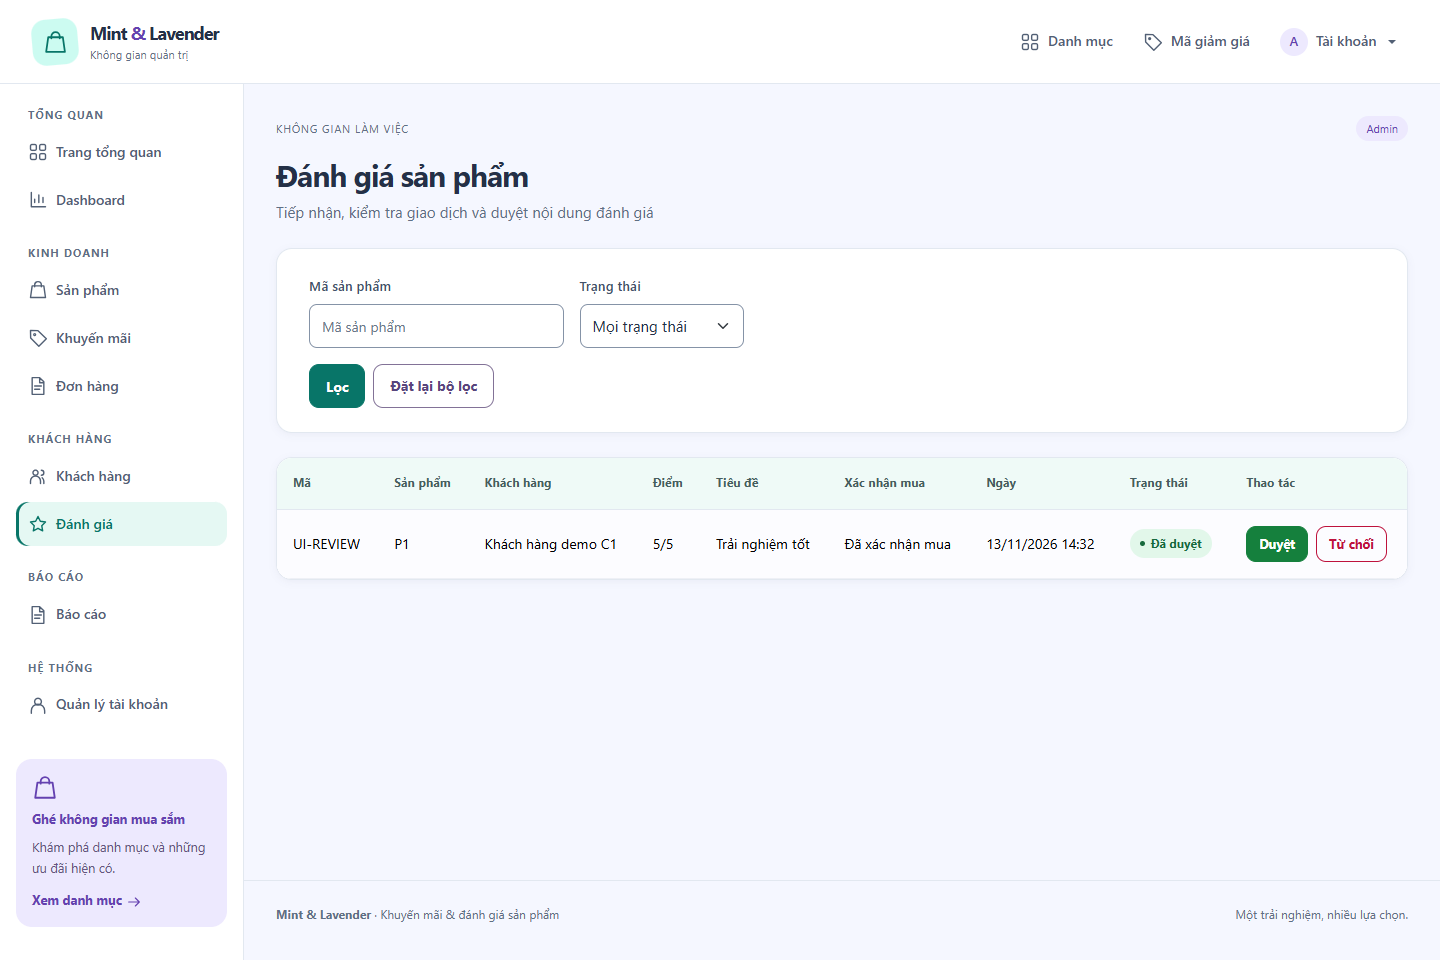 Mint & Lavender
Không gian quản trị
Danh mục
Mã giảm giá
A
Tài khoản
TỔNG QUAN
Trang tổng quan
Dashboard
KINH DOANH
Sản phẩm
Khuyến mãi
Đơn hàng
KHÁCH HÀNG
Khách hàng
Đánh giá
BÁO CÁO
Báo cáo
HỆ THỐNG
Quản lý tài khoản
Ghé không gian mua sắm
Khám phá danh mục và những
ưu đãi hiện có.
Xem danh mục →
KHÔNG GIAN LÀM VIỆC
Admin
Đánh giá sản phẩm
Tiếp nhận, kiểm tra giao dịch và duyệt nội dung đánh giá
Mã sản phẩm
Trạng thái
Mã sản phẩm
Mọi trạng thái
Lọc
Đặt lại bộ lọc
Mã Sản phẩm Khách hàng Điểm Tiêu đề Xác nhận mua Ngày Trạng thái Thao tác
UI-REVIEW P1 Khách hàng demo C1 5/5 Trải nghiệm tốt Đã xác nhận mua 13/11/2026 14:32 • Đã duyệt Duyệt Từ chối
Mint & Lavender · Khuyến mãi & đánh giá sản phẩm
Một trải nghiệm, nhiều lựa chọn.